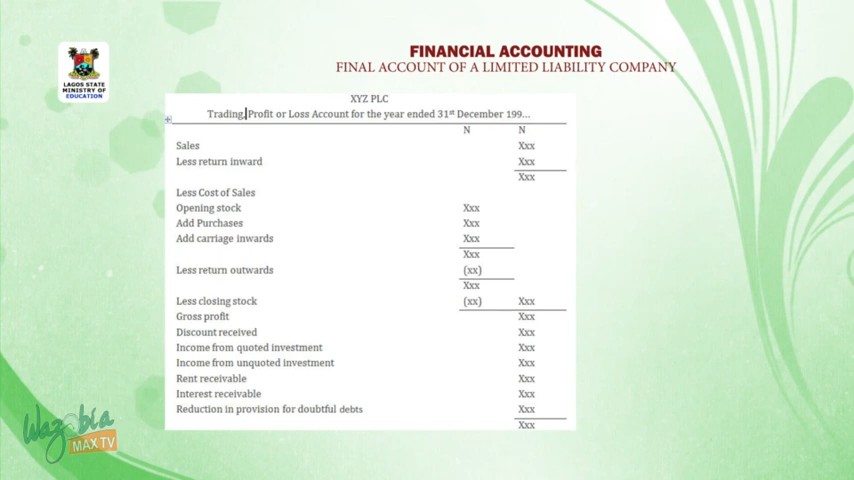 FINANCIAL ACCOUNTING
FINAL ACCOUNT OF A LIMITED LIABILITY COMPANY
LAGOS STATE
MINISTRY OF
EDUCATION
XYZ PLC
Trading, Profit or Loss Account for the year ended 31st December 199...
N N
Sales Xxx
Less return inward Xxx
Xxx
Less Cost of Sales
Opening stock Xxx
Add Purchases Xxx
Add carriage inwards Xxx
Xxx
Less return outwards (xx)
Xxx
Less closing stock (xx) Xxx
Gross profit Xxx
Discount received Xxx
Income from quoted investment Xxx
Income from unquoted investment Xxx
Rent receivable Xxx
Interest receivable Xxx
Reduction in provision for doubtful debts Xxx
Xxx
Wazobia
MAX TV